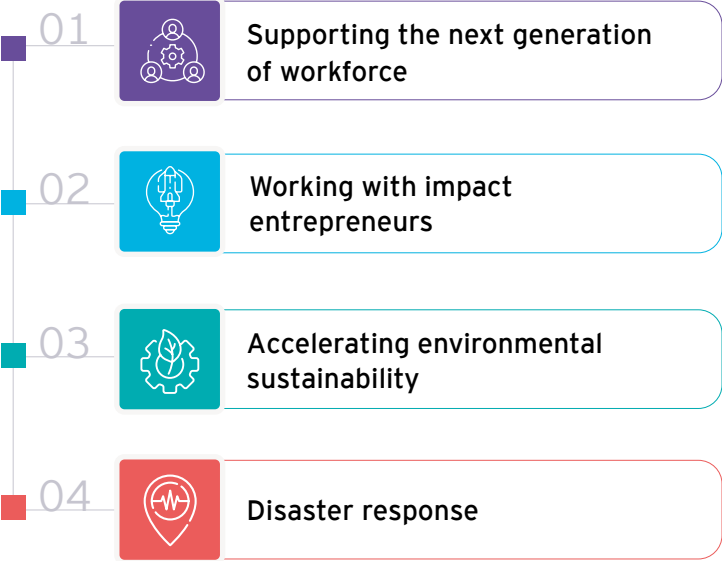 01
Supporting the next generation
of workforce
02
Working with impact
entrepreneurs
03
Accelerating environmental
sustainability
04
Disaster response